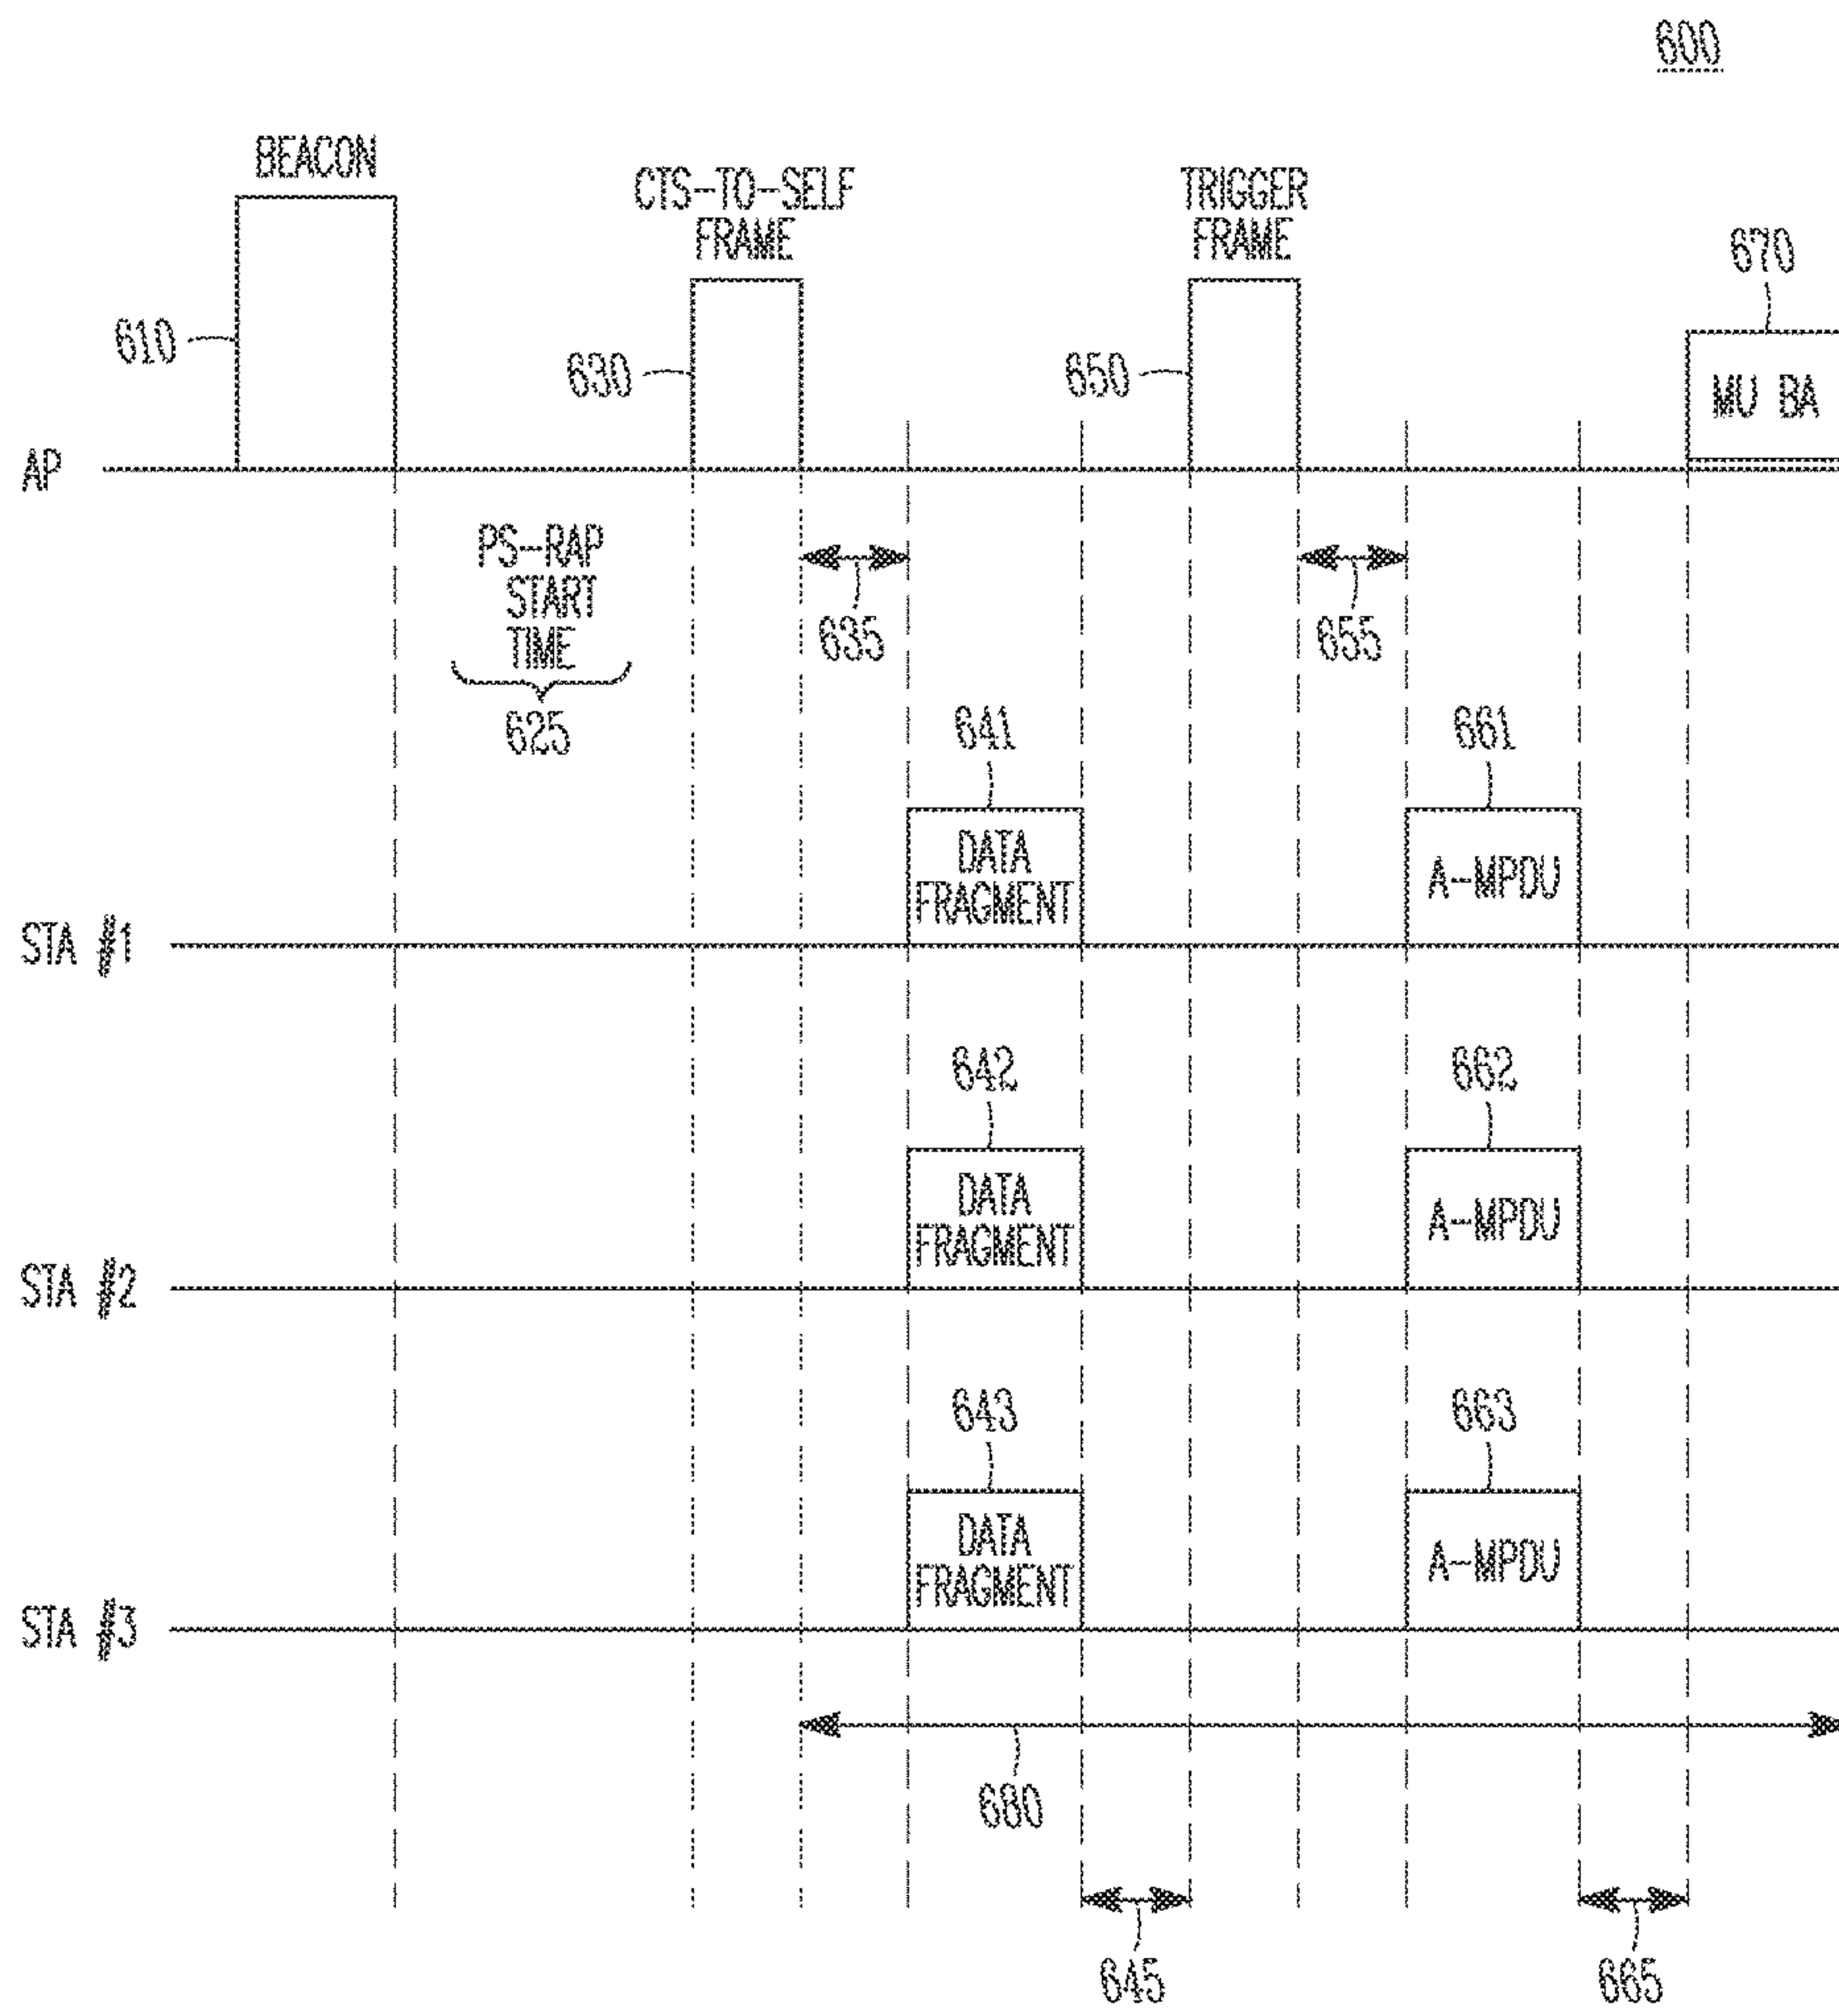 600
BEACON
CTS-TO-SELF
FRAME
TRIGGER
FRAME
670
610
630
650
MU BA
AP
PS-RAP
START
TIME
635
655
625
641
661
DATA
FRAGMENT
A-MPDU
STA #1
642
662
DATA
FRAGMENT
A-MPDU
STA #2
643
663
DATA
FRAGMENT
A-MPDU
STA #3
680
645
665